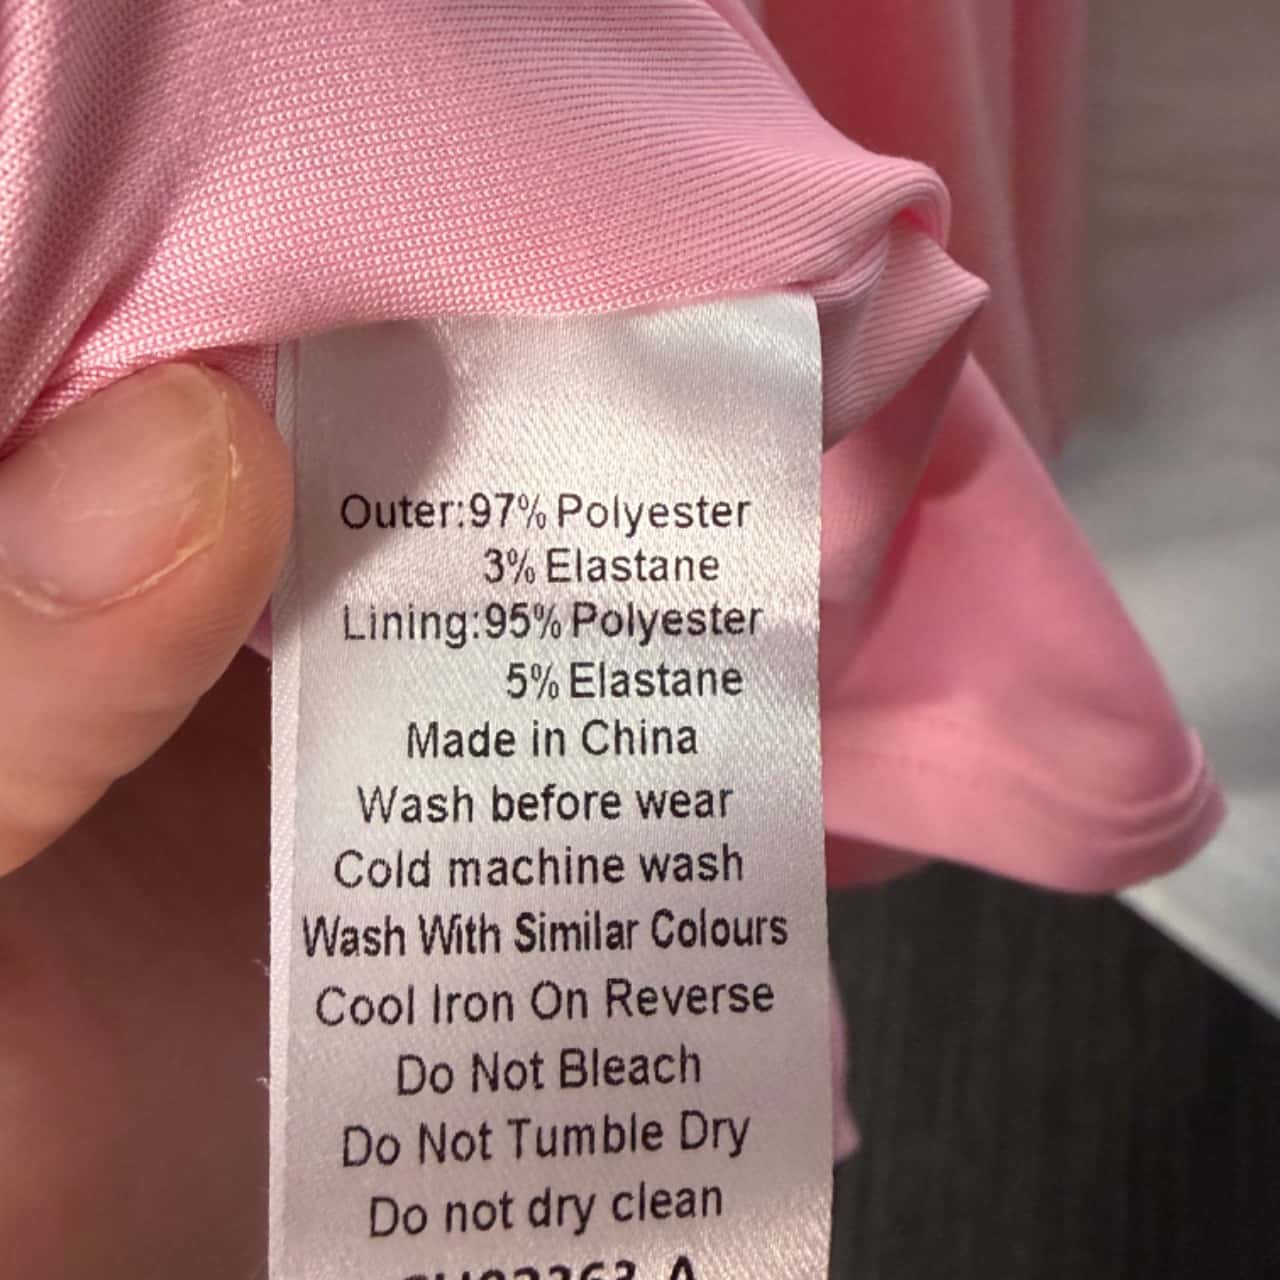 Outer:97% Polyester
3% Elastane
Lining:95% Polyester
5% Elastane
Made in China
Wash before wear
Cold machine wash
Wash With Similar Colours
Cool Iron On Reverse
Do Not Bleach
Do Not Tumble Dry
Do not dry clean